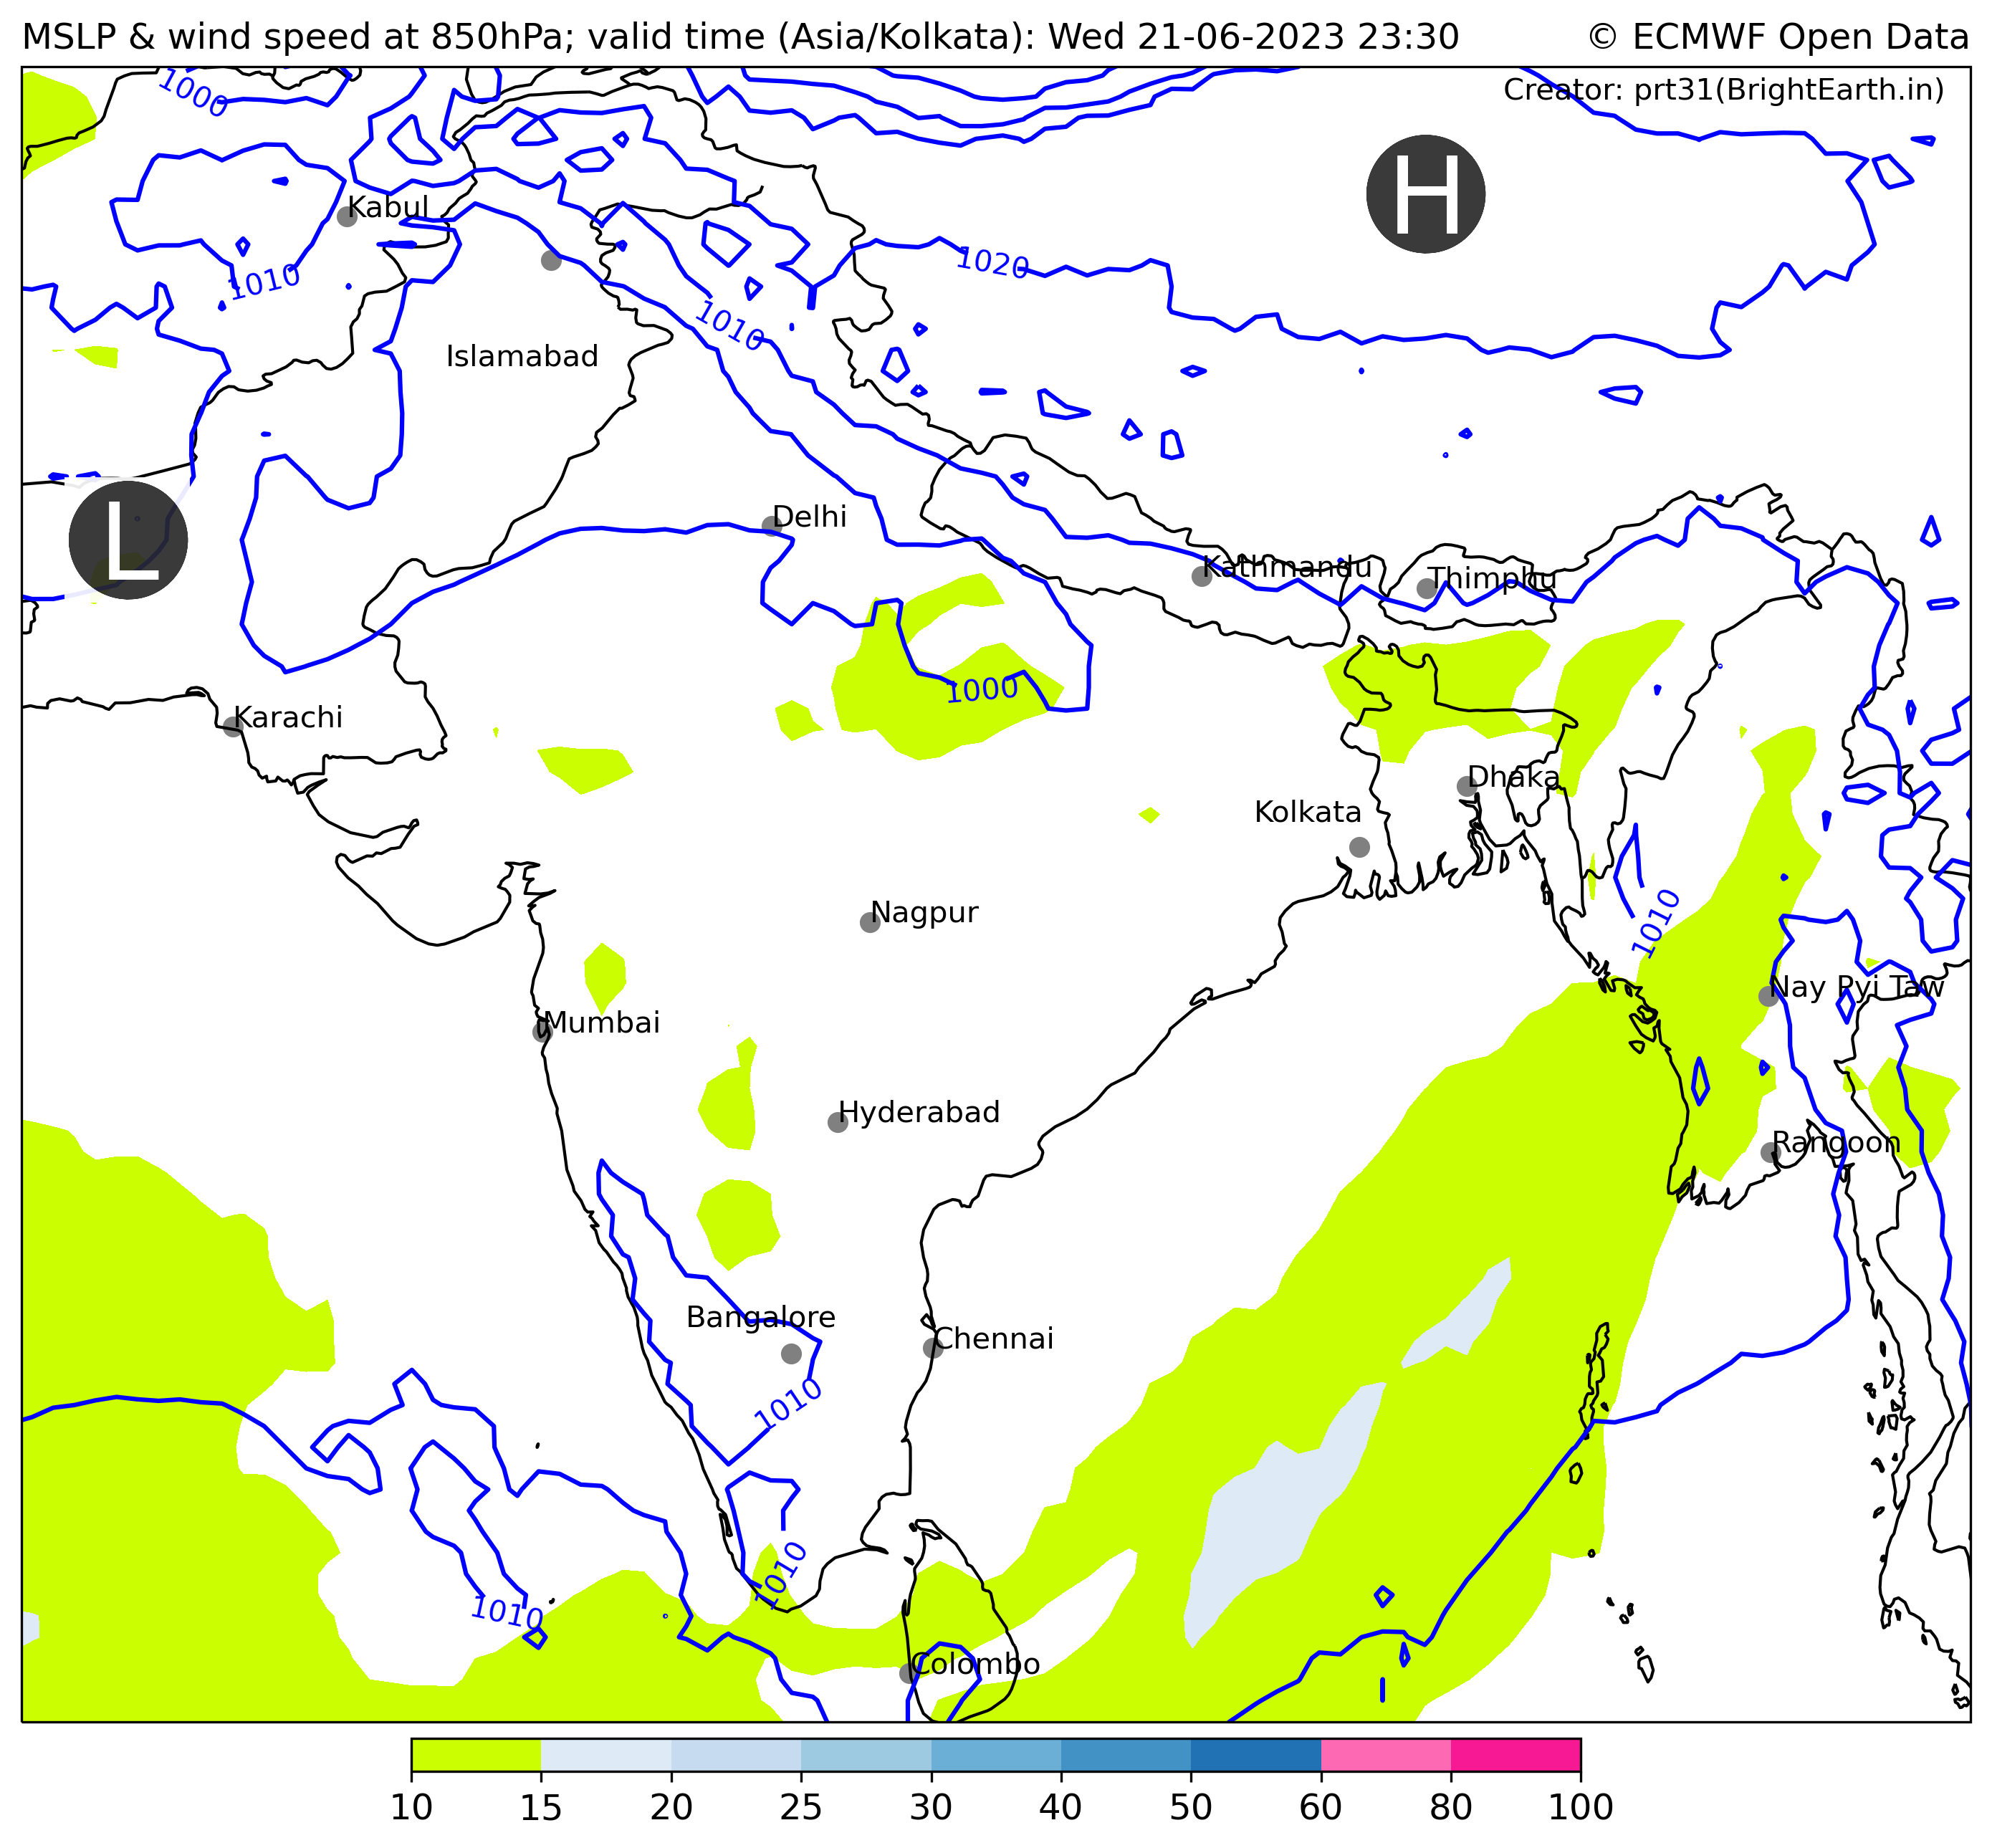 MSLP & wind speed at 850hPa; valid time (Asia/Kolkata): Wed 21-06-2023 23:30
© ECMWF Open Data
Creator: prt31(BrightEarth.in)
1000
H
Kabul
1020
1010
1010
Islamabad
L
Delhi
Kathmandu
Thimphu
1000
Karachi
Dhaka
Kolkata
Nagpur
1010
Nay Pyi Taw
Mumbai
Hyderabad
Rangoon
Bangalore
Chennai
1010
1010
1010
Colombo
10 15 20 25 30 40 50 60 80 100